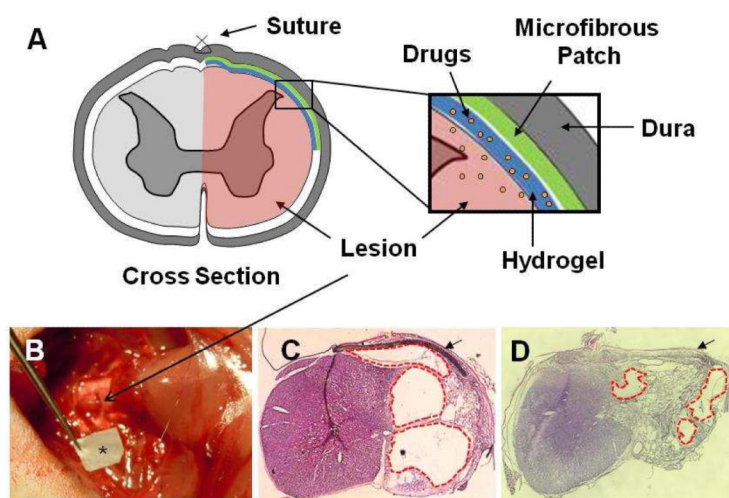 A
Suture
Microfibrous
Patch
Drugs
Dura
Lesion
Hydrogel
Cross Section
B
*
C
D